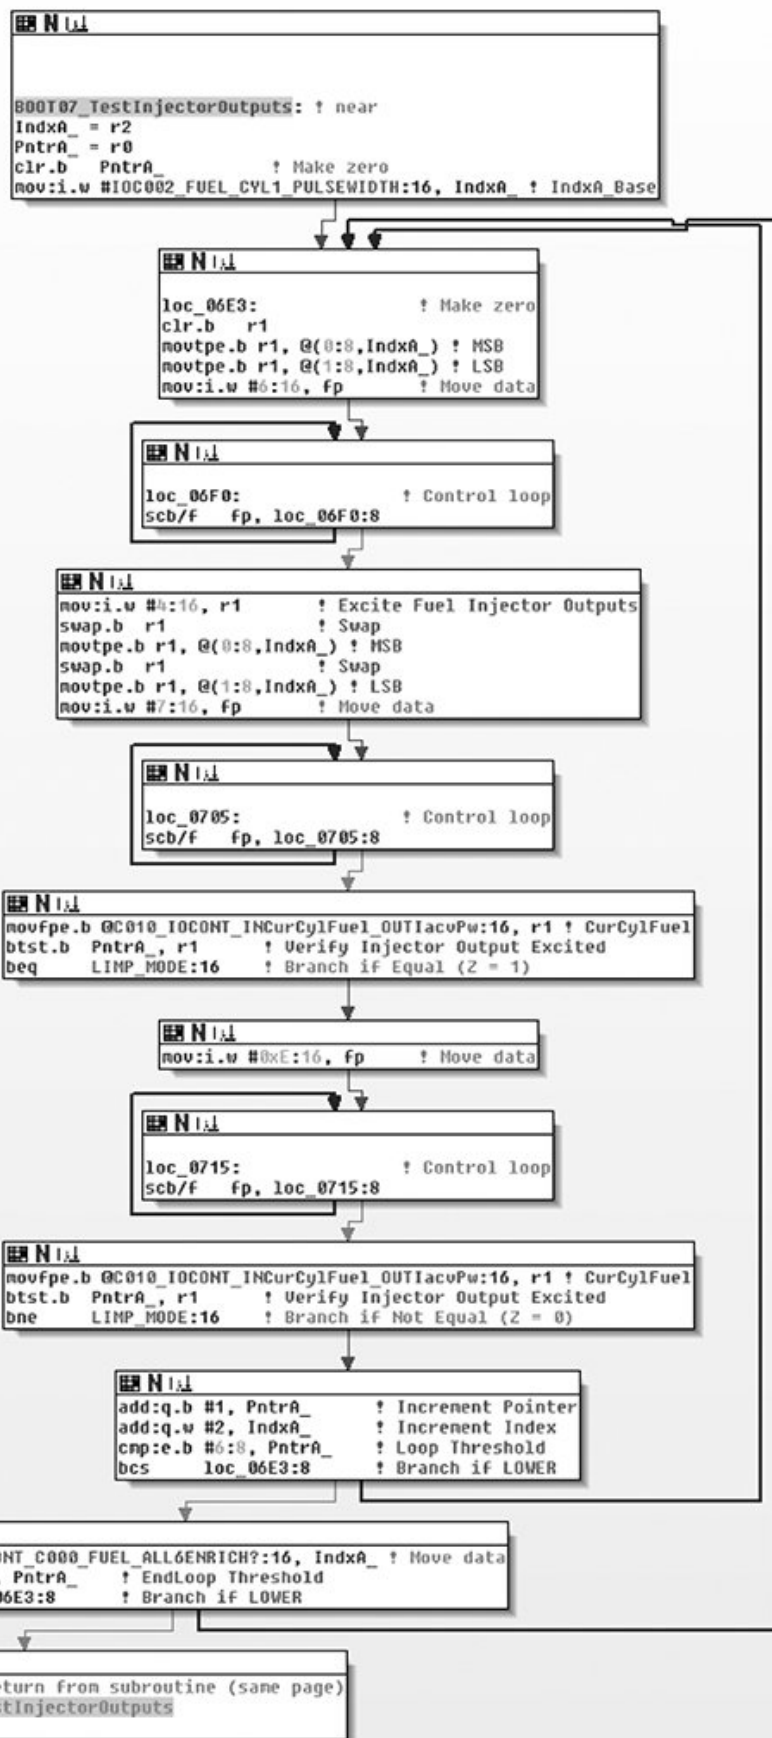 BOOT07_TestInjectorOutputs: ! near
IndxA_ = r2
PntrA_ = r0
clr.b PntrA_ ! Make zero
mov:i.w #IOC002_FUEL_CYL1_PULSEWIDTH:16, IndxA_ ! IndxA_Base
loc_06E3: ! Make zero
clr.b r1
movtpe.b r1, @(0:8,IndxA_) ! MSB
movtpe.b r1, @(1:8,IndxA_) ! LSB
mov:i.w #6:16, fp ! Move data
loc_06F0: ! Control loop
scb/f fp, loc_06F0:8
mov:i.w #4:16, r1 ! Excite Fuel Injector Outputs
swap.b r1 ! Swap
movtpe.b r1, @(0:8,IndxA_) ! MSB
swap.b r1 ! Swap
movtpe.b r1, @(1:8,IndxA_) ! LSB
mov:i.w #7:16, fp ! Move data
loc_0705: ! Control loop
scb/f fp, loc_0705:8
movfpe.b @C010_IOCONT_INCurCylFuel_OUTIacvPw:16, r1 ! CurCylFuel
btst.b PntrA_, r1 ! Verify Injector Output Excited
beq LIMP_MODE:16 ! Branch if Equal (Z = 1)
mov:i.w #0xE:16, fp ! Move data
loc_0715: ! Control loop
scb/f fp, loc_0715:8
movfpe.b @C010_IOCONT_INCurCylFuel_OUTIacvPw:16, r1 ! CurCylFuel
btst.b PntrA_, r1 ! Verify Injector Output Excited
bne LIMP_MODE:16 ! Branch if Not Equal (Z = 0)
add:q.b #1, PntrA_ ! Increment Pointer
add:q.w #2, IndxA_ ! Increment Index
cmp:e.b #6:8, PntrA_ ! Loop Threshold
bcs loc_06E3:8 ! Branch if LOWER
NT_C000_FUEL_ALL6ENRICH?:16, IndxA_ ! Move data
PntrA_ ! EndLoop Threshold
06E3:8 ! Branch if LOWER
eturn from subroutine (same page)
stInjectorOutputs